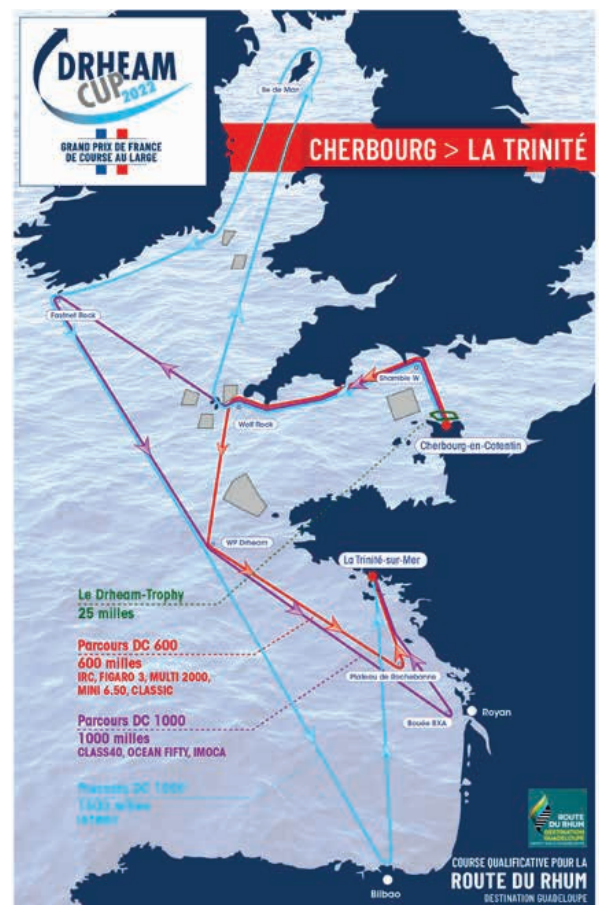 DRHEAM
CUP 2022
GRAND PRIX DE FRANCE
DE COURSE AU LARGE
CHERBOURG > LA TRINITÉ
Ile de Man
Fastnet Rock
Shamble W
Wolf Rock
Cherbourg-en-Cotentin
WP Drheam
La Trinité-sur-Mer
Le Drheam-Trophy
25 milles
Parcours DC 600
600 milles
IRC, FIGARO 3, MULTI 2000,
MINI 6.50, CLASSIC
Plateau de Rochebonne
Parcours DC 1000
1000 milles
CLASS40, OCEAN FIFTY, IMOCA
Bouée BXA
Royan
Parcours DC
milles
Bilbao
ROUTE
DU RHUM
DESTINATION
GUADELOUPE
COURSE QUALIFICATIVE POUR LA
ROUTE DU RHUM
DESTINATION GUADELOUPE